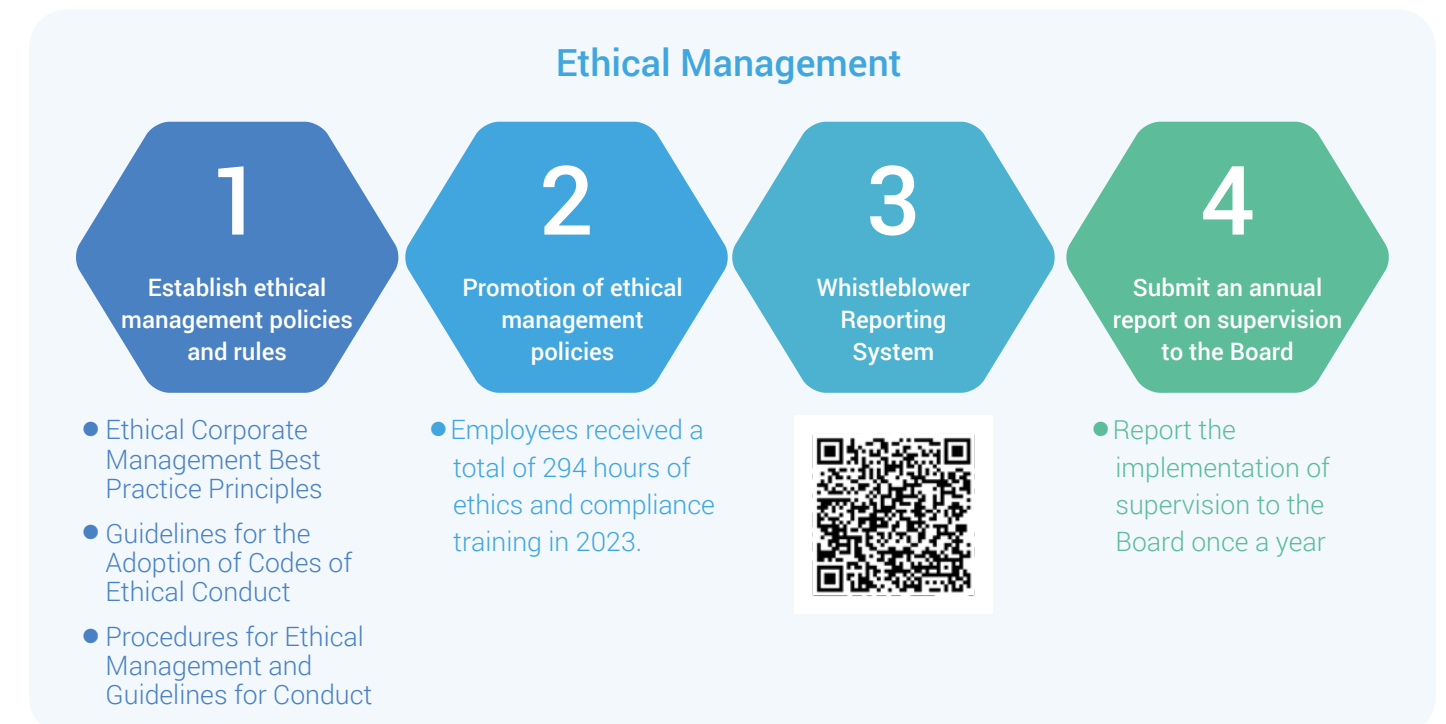 Ethical Management
1
Establish ethical
management policies
and rules
● Ethical Corporate
Management Best
Practice Principles
● Guidelines for the
Adoption of Codes of
Ethical Conduct
● Procedures for Ethical
Management and
Guidelines for Conduct
2
Promotion of ethical
management
policies
● Employees received a
total of 294 hours of
ethics and compliance
training in 2023.
3
Whistleblower
Reporting
System
4
Submit an annual
report on supervision
to the Board
● Report the
implementation of
supervision to the
Board once a year